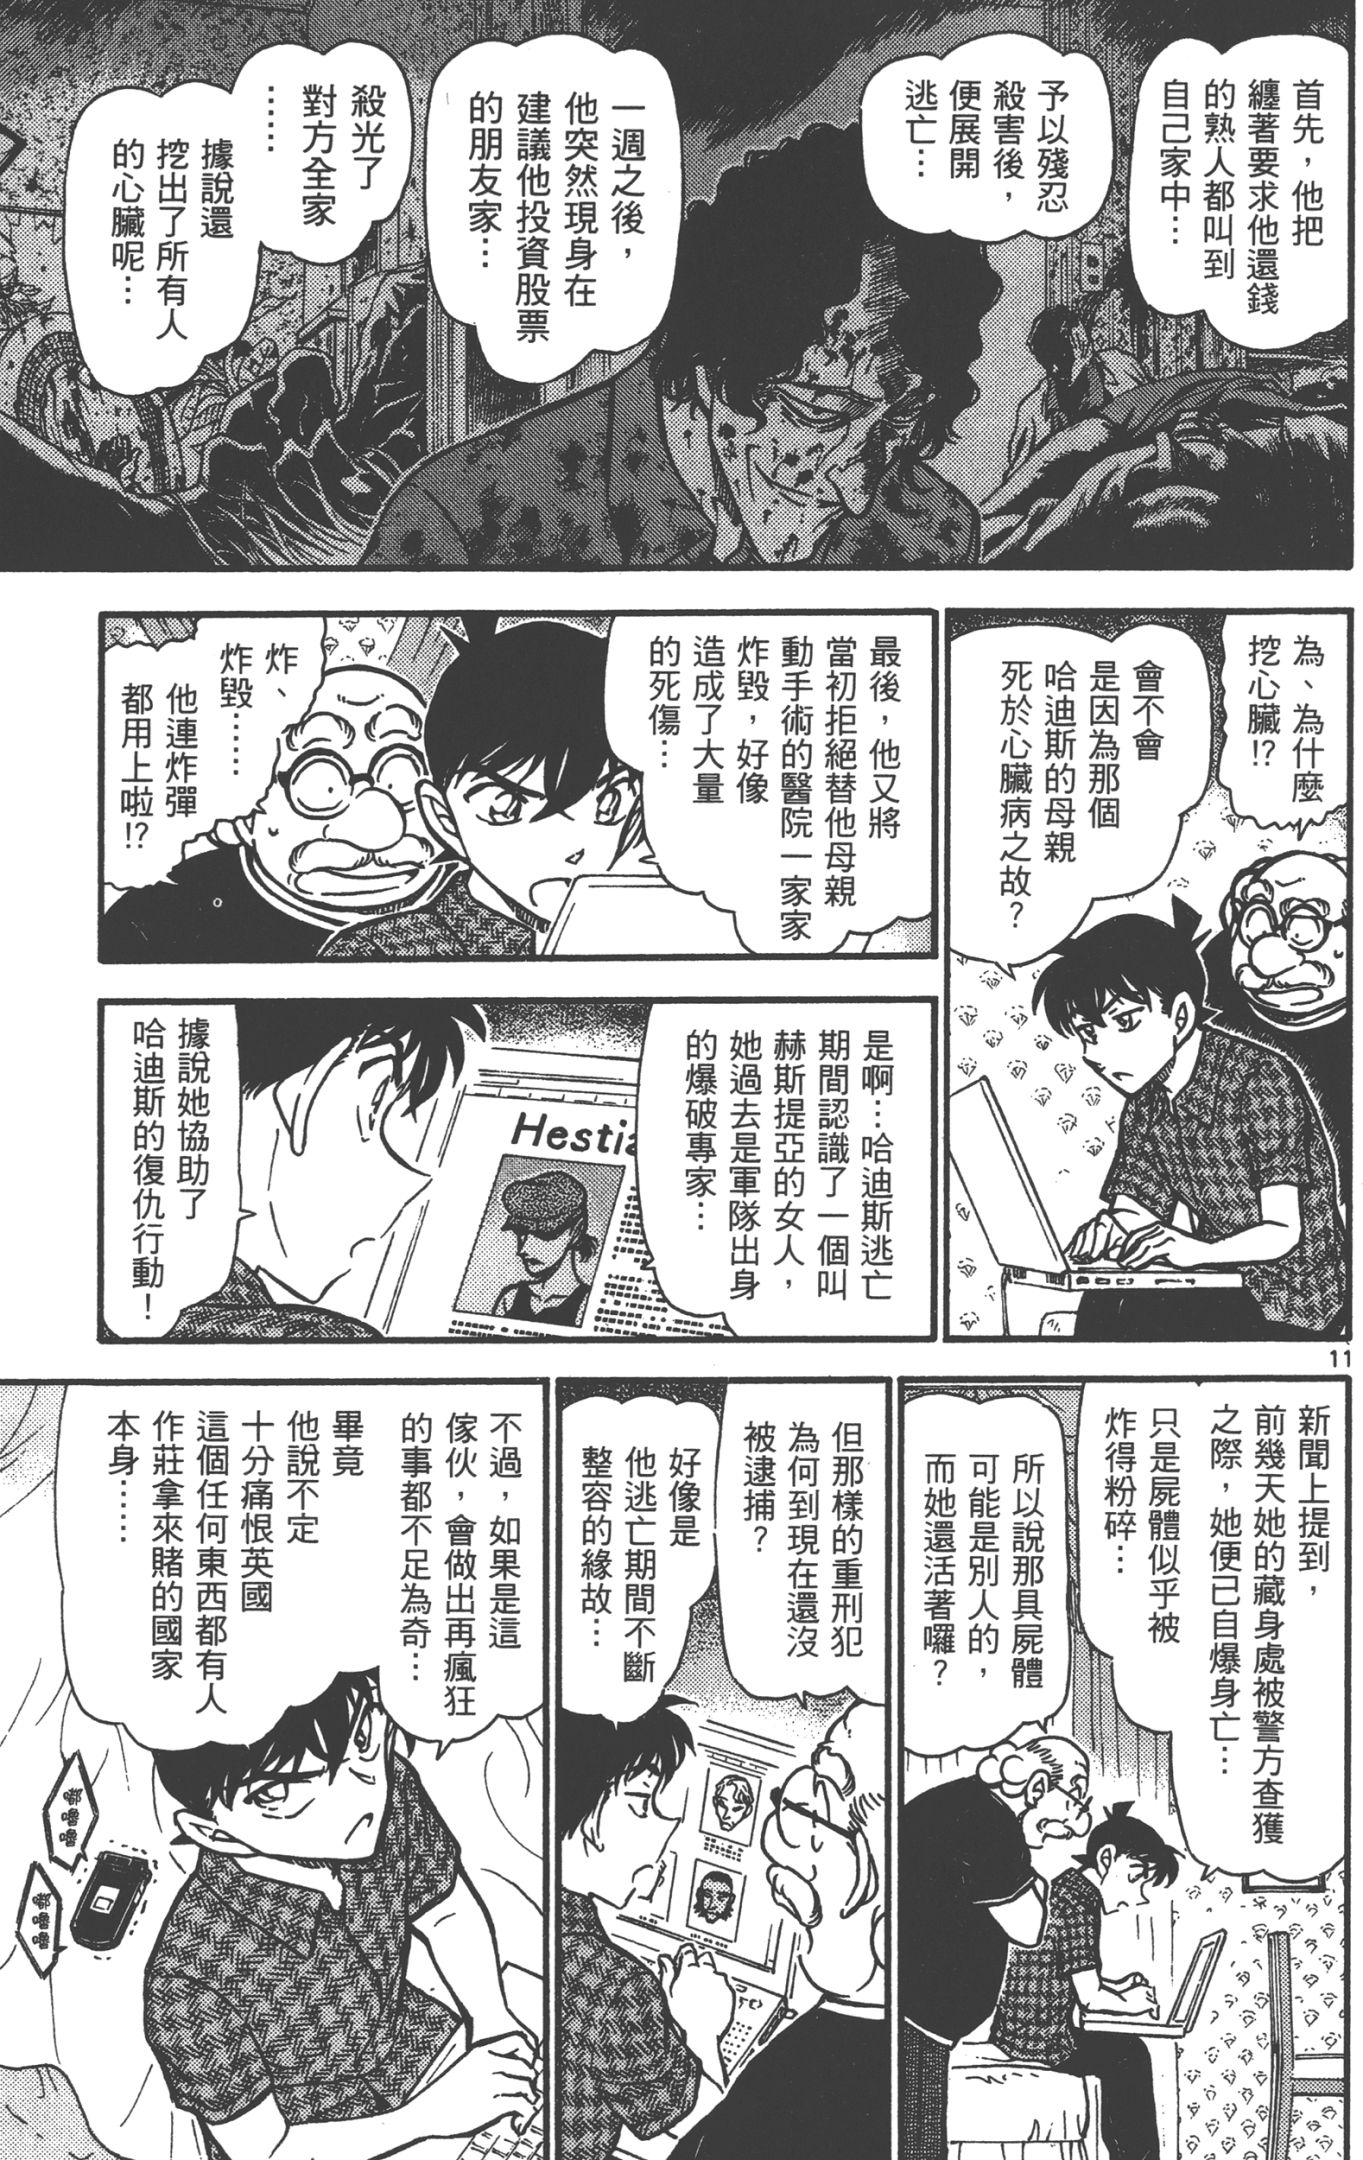 首先，他把
纏著要求他還錢
的熟人都叫到
自己家中…
予以殘忍
殺害後，
便展開
逃亡…
一週之後，
他突然現身在
建議他投資股票
的朋友家…
殺光了
對方全家
……
據說還
挖出了所有人
的心臟呢…
為、為什麼
挖心臟!?
會不會
是因為那個
哈迪斯的母親
死於心臟病之故？
最後，他又將
當初拒絕替他母親
動手術的醫院一家家
炸毀，好像
造成了大量
的死傷…
炸、
炸毀……
他連炸彈
都用上啦!?
是啊…哈迪斯逃亡
期間認識了一個叫
赫斯提亞的女人，
她過去是軍隊出身
的爆破專家…
Hestia
據說她協助了
哈迪斯的復仇行動！
11
新聞上提到，
前幾天她的藏身處被警方查獲
之際，她便已自爆身亡…
只是屍體似乎被
炸得粉碎…
所以說那具屍體
可能是別人的，
而她還活著囉？
但那樣的重刑犯
為何到現在還沒
被逮捕？
好像是
他逃亡期間不斷
整容的緣故…
不過，如果是這
傢伙，會做出再瘋狂
的事都不足為奇…
畢竟
他說不定
十分痛恨英國
這個任何東西都有人
作莊拿來賭的國家
本身……
嘟嚕嚕
嘟嚕嚕